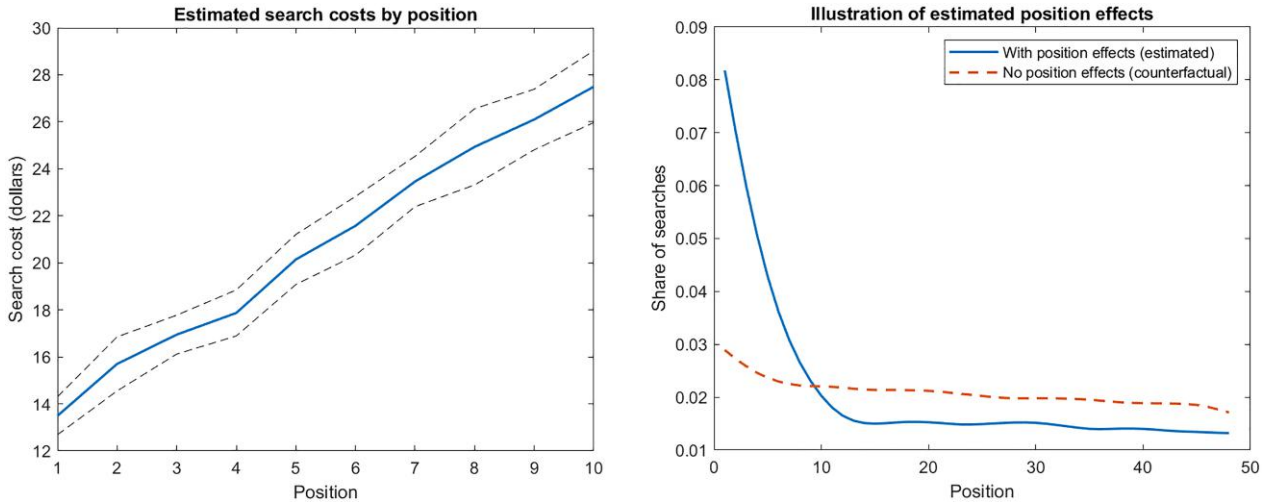 Estimated search costs by position
30
28
26
24
22
20
18
16
14
12
Search cost (dollars)
1 2 3 4 5 6 7 8 9 10
Position
Illustration of estimated position effects
0.09
0.08
0.07
0.06
0.05
0.04
0.03
0.02
0.01
Share of searches
With position effects (estimated)
No position effects (counterfactual)
0 10 20 30 40 50
Position